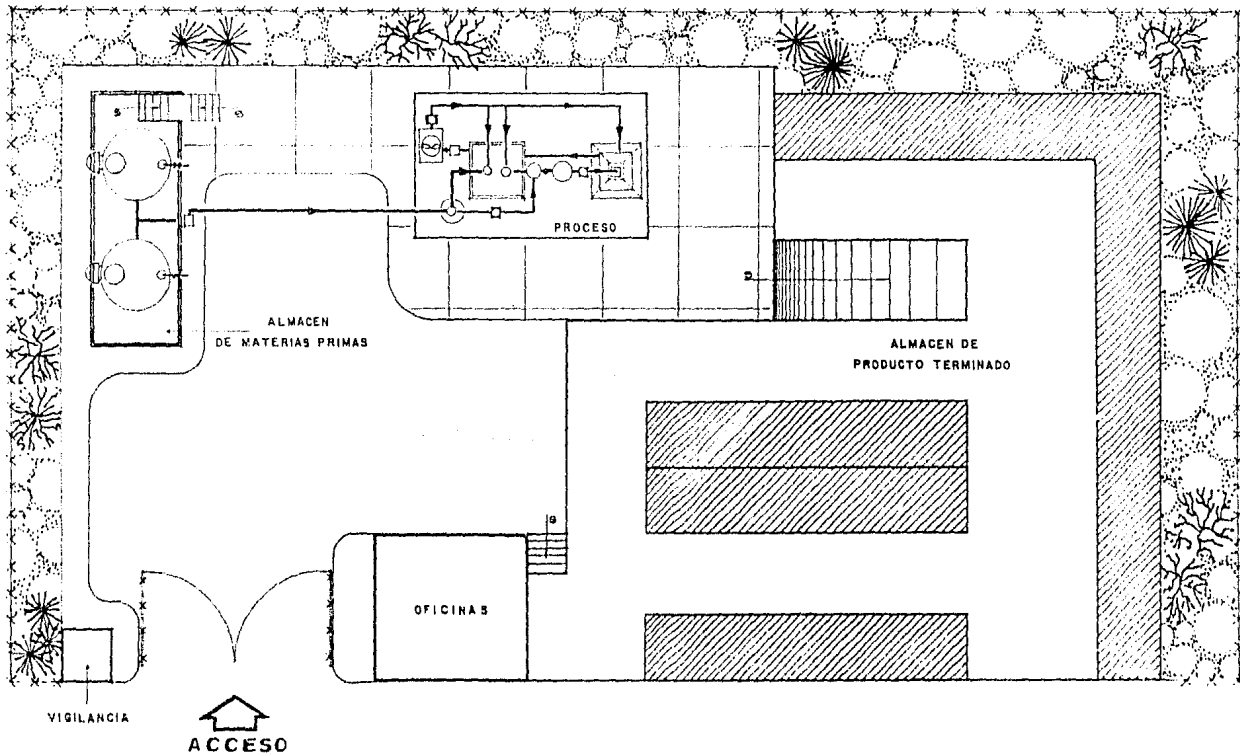 PROCESO
ALMACEN
DE MATERIAS PRIMAS
ALMACEN DE
PRODUCTO TERMINADO
OFICINAS
VIGILANCIA
ACCESO